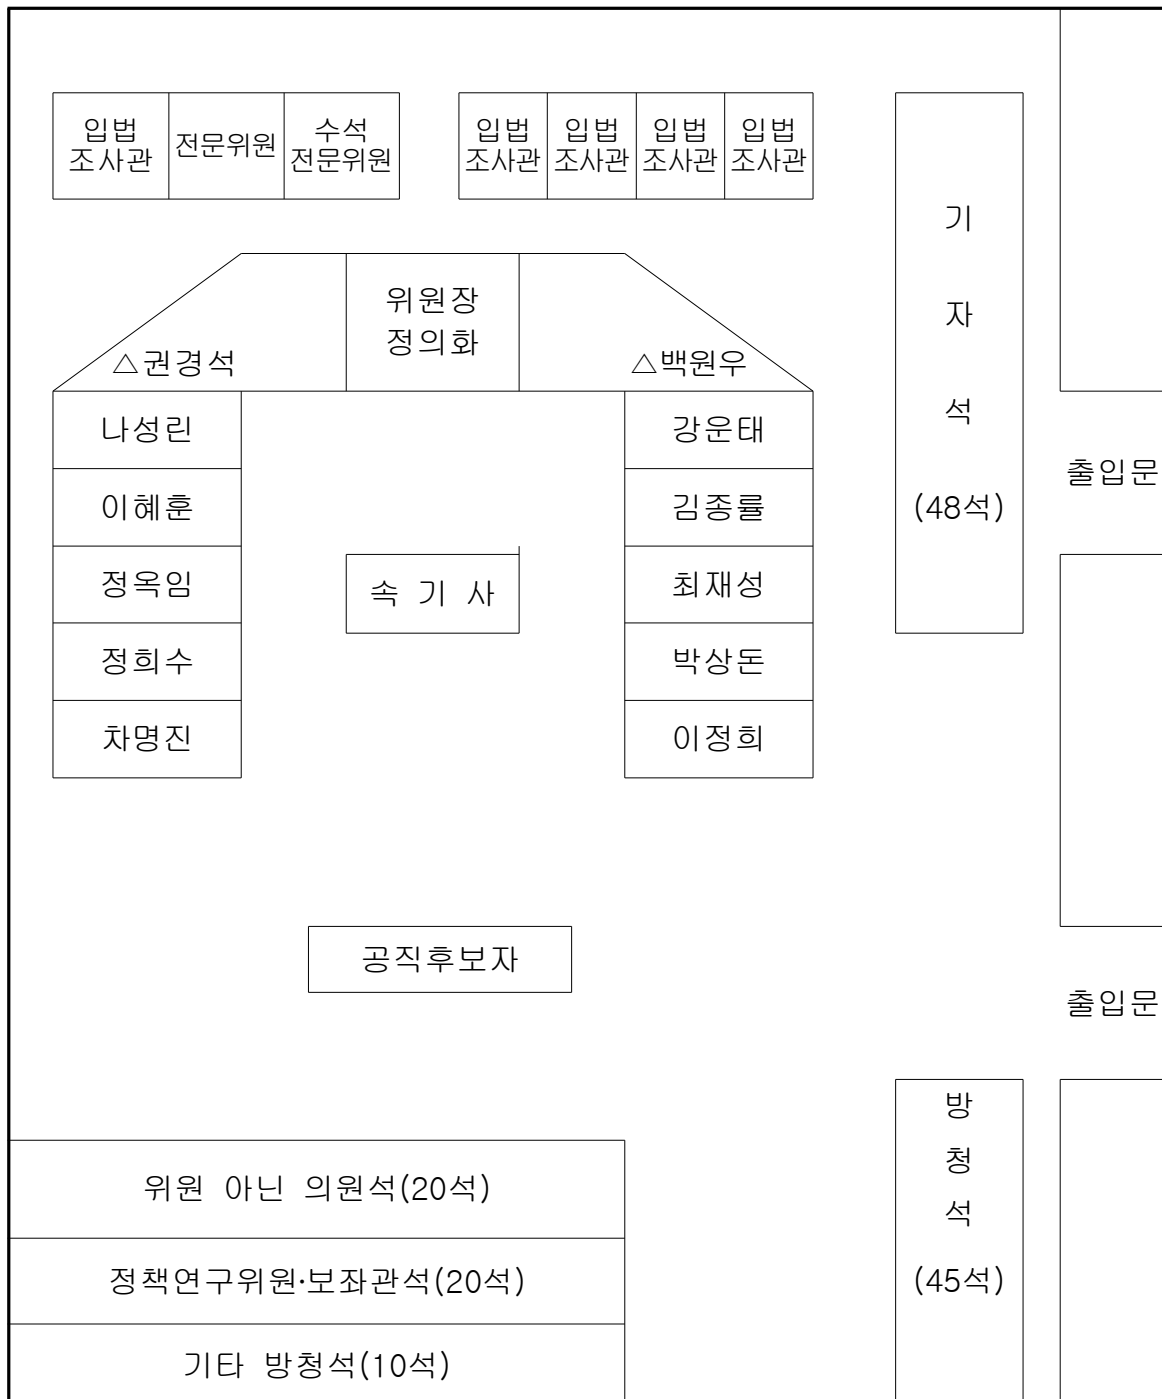 입법
조사관
전문위원
수석
전문위원
입법
조사관
입법
조사관
입법
조사관
입법
조사관
위원장
정의화
△권경석
△백원우
나성린
이혜훈
정옥임
정희수
차명진
강운태
김종률
최재성
박상돈
이정희
속 기 사
기
자
석
(48석)
출입문
공직후보자
출입문
위원 아닌 의원석(20석)
정책연구위원·보좌관석(20석)
기타 방청석(10석)
방
청
석
(45석)